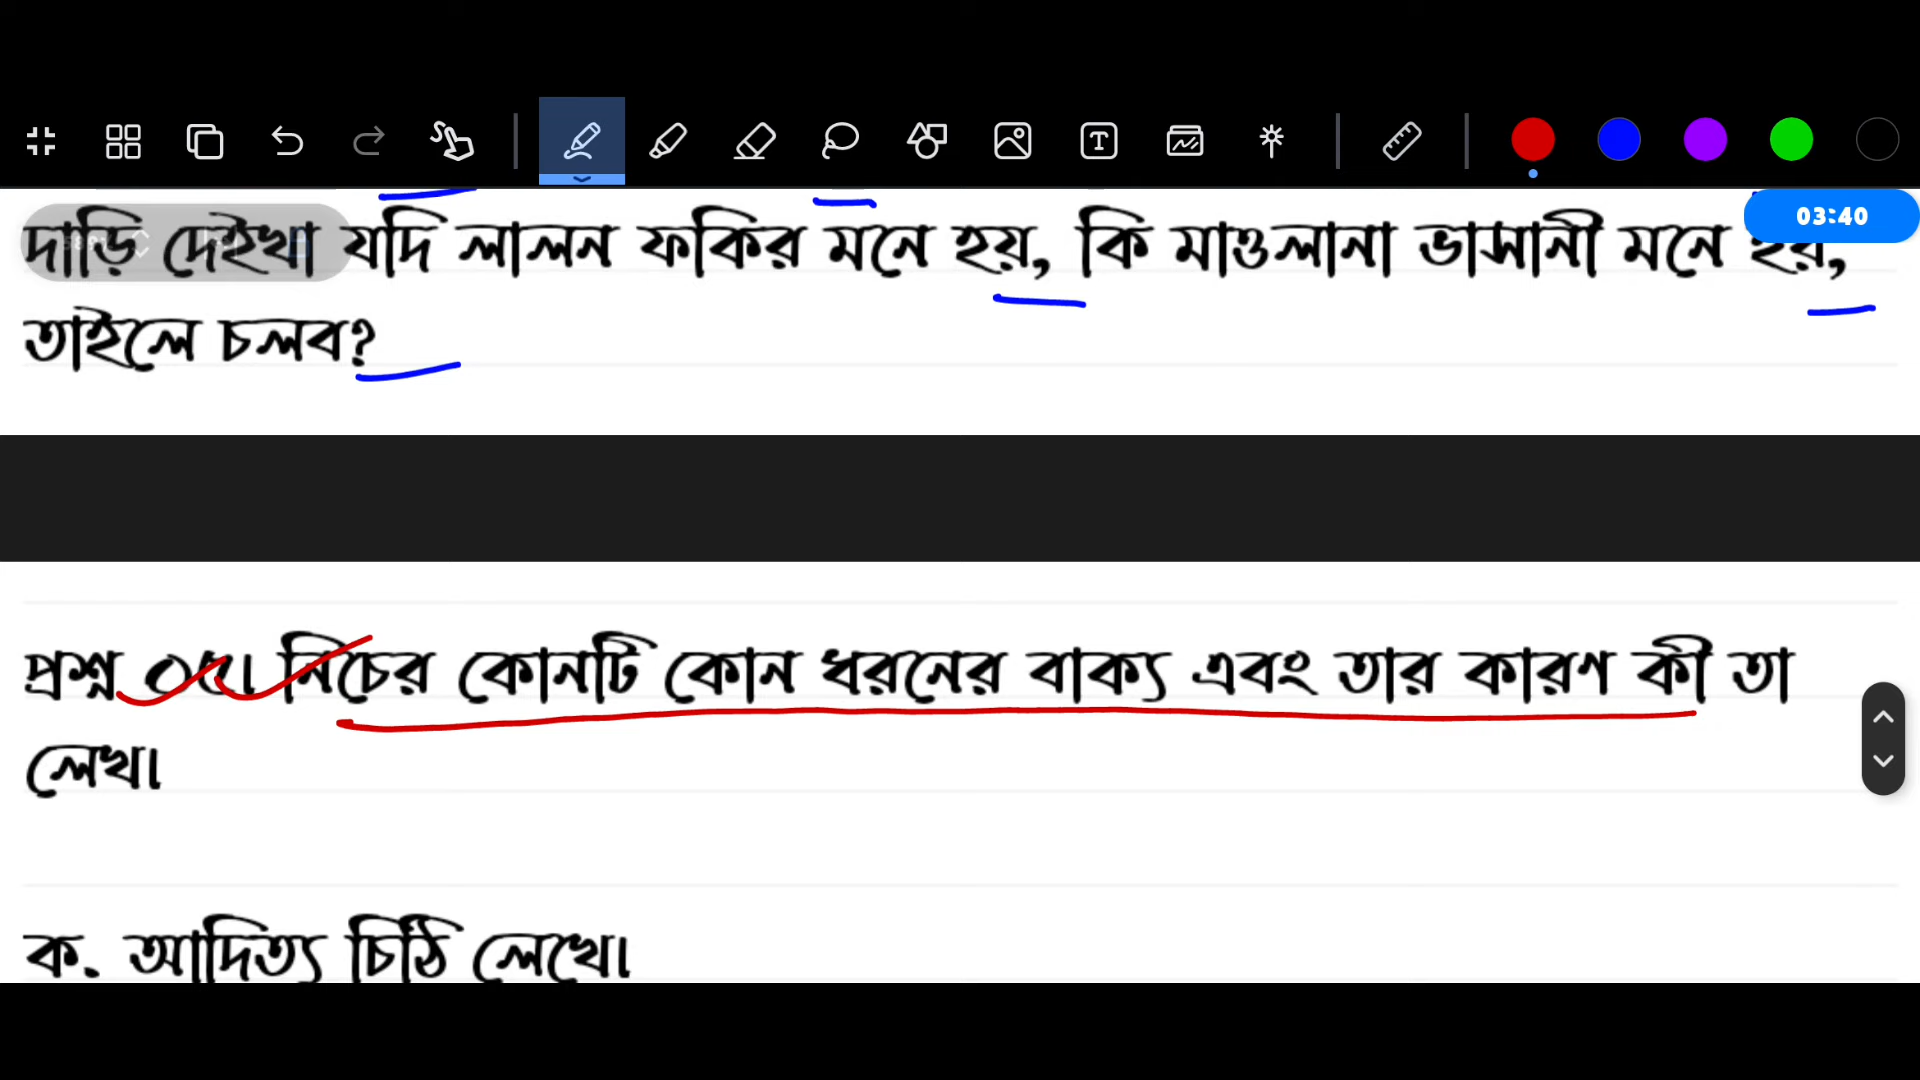 03:40
দাড়ি দেইখা যদি লালন ফকির মনে হয়, কি মাওলানা ভাসানী মনে হয়,
তাইলে চলব?
প্রশ্ন ০৫। নিচের কোনটি কোন ধরনের বাক্য এবং তার কারণ কী তা
লেখ।
ক. আদিত্য চিঠি লেখে।